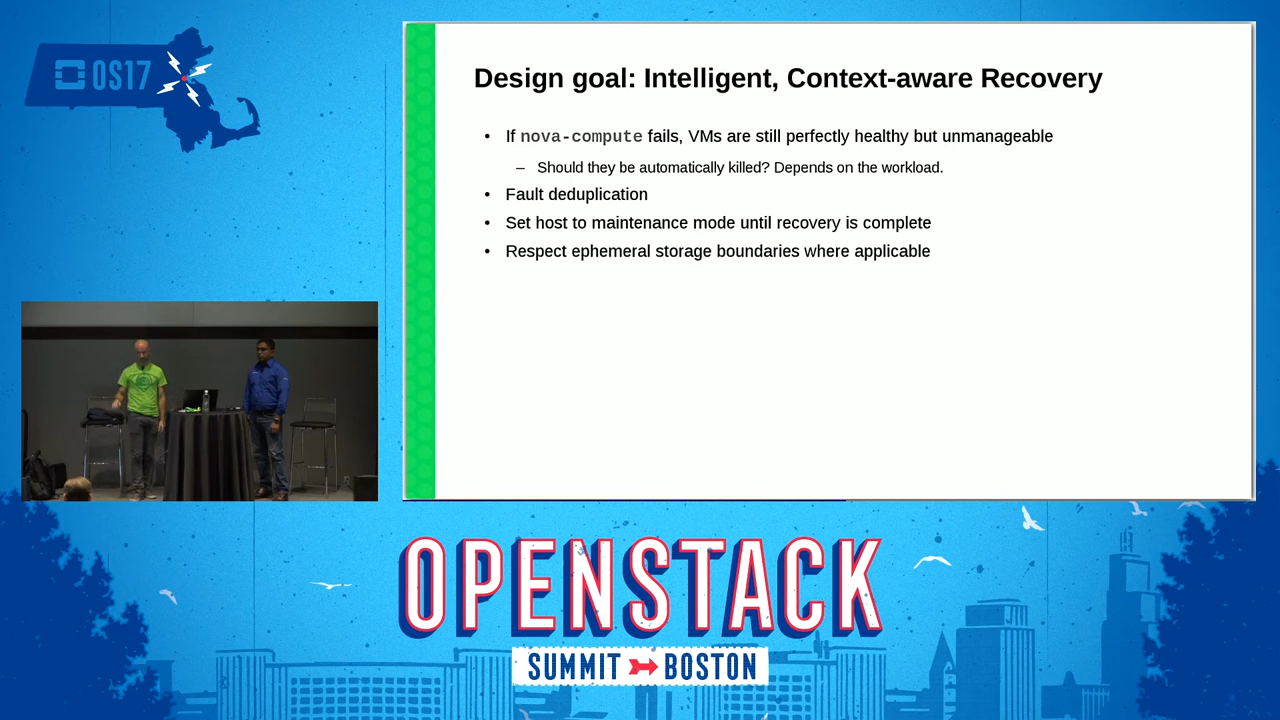 OS17
Design goal: Intelligent, Context-aware Recovery
• If nova-compute fails, VMs are still perfectly healthy but unmanageable
– Should they be automatically killed? Depends on the workload.
• Fault deduplication
• Set host to maintenance mode until recovery is complete
• Respect ephemeral storage boundaries where applicable
OPENSTACK
SUMMIT BOSTON